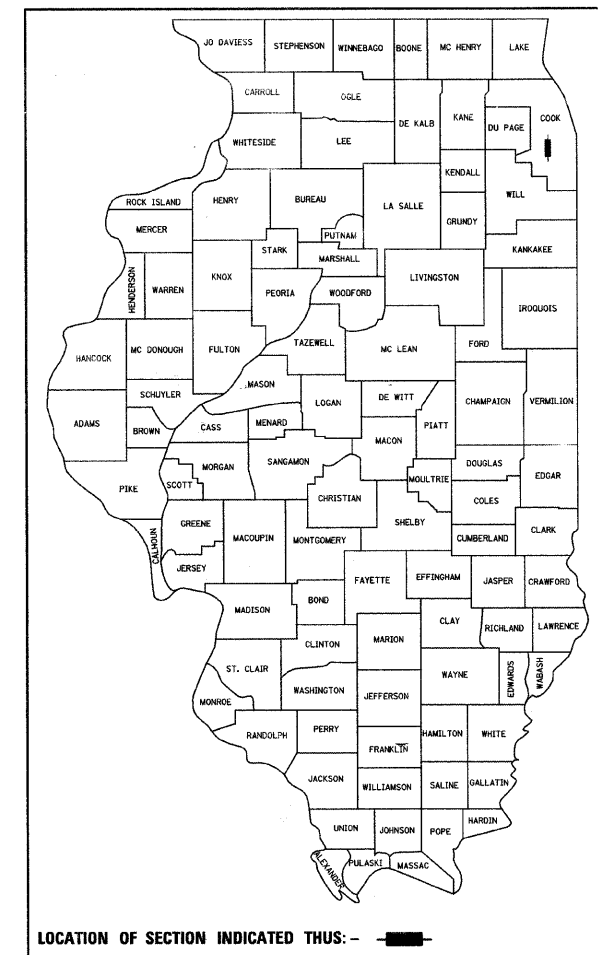 JO DAVIESS
STEPHENSON
WINNEBAGO
BOONE
MC HENRY
LAKE
CARROLL
OGLE
DE KALB
KANE
DU PAGE
COOK
WHITESIDE
LEE
KENDALL
WILL
ROCK ISLAND
HENRY
BUREAU
LA SALLE
GRUNDY
MERCER
PUTNAM
STARK
MARSHALL
KANKAKEE
HENDERSON
WARREN
KNOX
PEORIA
WOODFORD
LIVINGSTON
IROQUOIS
HANCOCK
MC DONOUGH
FULTON
TAZEWELL
MC LEAN
FORD
MASON
SCHUYLER
LOGAN
DE WITT
CHAMPAIGN
VERMILION
ADAMS
BROWN
CASS
MENARD
PIATT
MACON
SANGAMON
MORGAN
SCOTT
PIKE
CHRISTIAN
MOULTRIE
DOUGLAS
EDGAR
COLES
GREENE
CALHOUN
MACOUPIN
MONTGOMERY
SHELBY
CUMBERLAND
CLARK
JERSEY
FAYETTE
EFFINGHAM
JASPER
CRAWFORD
MADISON
BOND
CLAY
RICHLAND
LAWRENCE
CLINTON
MARION
ST. CLAIR
WAYNE
EDWARDS
WABASH
WASHINGTON
JEFFERSON
MONROE
RANDOLPH
PERRY
HAMILTON
WHITE
FRANKLIN
JACKSON
WILLIAMSON
SALINE
GALLATIN
UNION
JOHNSON
POPE
HARDIN
ALEXANDER
PULASKI
MASSAC
LOCATION OF SECTION INDICATED THUS: -